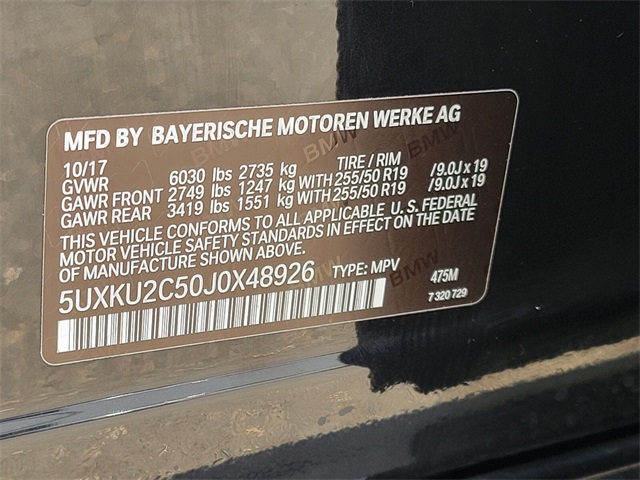 MFD BY BAYERISCHE MOTOREN WERKE AG
10/17 TIRE / RIM
GVWR 6030 lbs 2735 kg
GAWR FRONT 2749 lbs 1247 kg WITH 255/50 R19 /9.0J x 19
GAWR REAR 3419 lbs 1551 kg WITH 255/50 R19 /9.0J x 19
THIS VEHICLE CONFORMS TO ALL APPLICABLE U.S. FEDERAL
MOTOR VEHICLE SAFETY STANDARDS IN EFFECT ON THE DATE
OF MANUFACTURE SHOWN ABOVE.
5UXKU2C50J0X48926 TYPE: MPV 475M
7 320 729